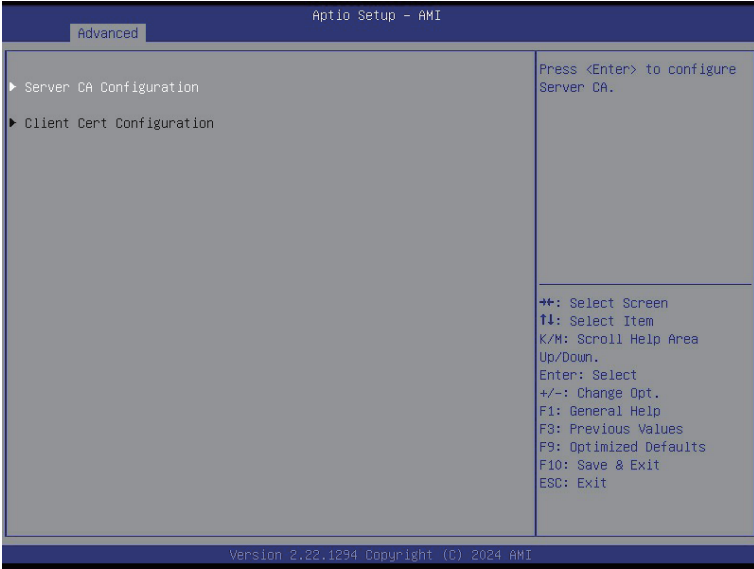 Aptio Setup – AMI
Advanced
▶ Server CA Configuration
▶ Client Cert Configuration
Press <Enter> to configure
Server CA.
→←: Select Screen
↑↓: Select Item
K/M: Scroll Help Area
Up/Down.
Enter: Select
+/-: Change Opt.
F1: General Help
F3: Previous Values
F9: Optimized Defaults
F10: Save & Exit
ESC: Exit
Version 2.22.1294 Copyright (C) 2024 AMI